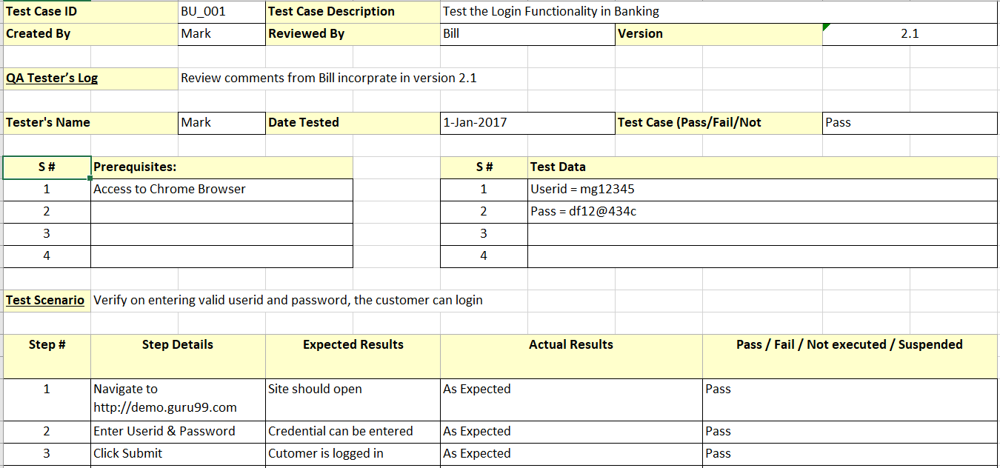 Test Case ID BU_001 Test Case Description Test the Login Functionality in Banking
Created By Mark Reviewed By Bill Version 2.1
QA Tester’s Log Review comments from Bill incorprate in version 2.1
Tester's Name Mark Date Tested 1-Jan-2017 Test Case (Pass/Fail/Not Pass
S # Prerequisites: S # Test Data
1 Access to Chrome Browser 1 Userid = mg12345
2 2 Pass = df12@434c
3 3
4 4
Test Scenario Verify on entering valid userid and password, the customer can login
Step # Step Details Expected Results Actual Results Pass / Fail / Not executed / Suspended
1 Navigate to Site should open As Expected Pass
http://demo.guru99.com
2 Enter Userid & Password Credential can be entered As Expected Pass
3 Click Submit Cutomer is logged in As Expected Pass